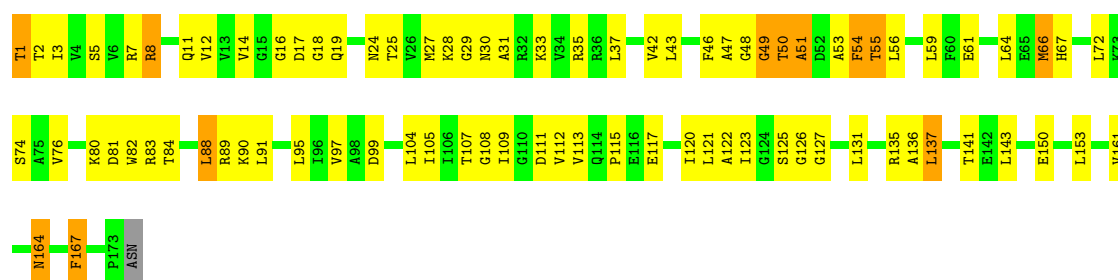 T1 T2 I3 V4 S5 V6 R7 R8 Q11 V12 V13 V14 G15 G16 D17 G18 Q19 N24 T25 V26 M27 K28 G29 N30 A31 R32 K33 V34 R35 R36 L37 V42 L43 F46 A47 G48 G49 T50 A51 D52 A53 F54 T55 L56 L59 F60 E61 L64 E65 M66 H67 L72 K73
S74 A75 V76 K80 D81 W82 R83 T84 L88 R89 K90 L91 L95 I96 V97 A98 D99 L104 I105 I106 T107 G108 I109 G110 D111 V112 V113 Q114 P115 E116 E117 I120 L121 A122 I123 G124 S125 G126 G127 L131 R135 A136 L137 T141 E142 L143 E150 L153
N164 F167 P173 ASN